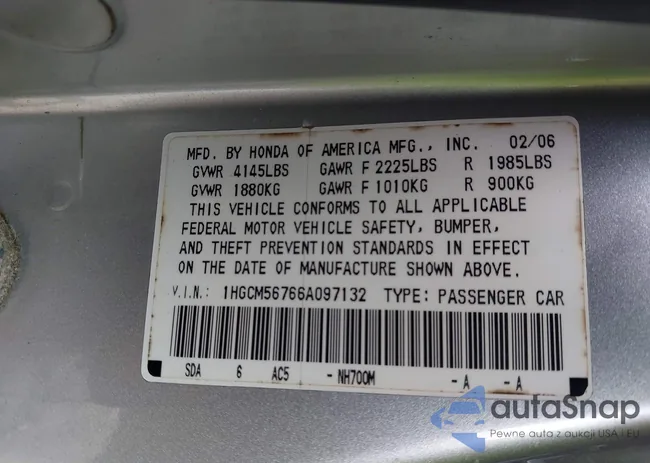 MFD. BY HONDA OF AMERICA MFG., INC. 02/06
GVWR 4145LBS GAWR F 2225LBS R 1985LBS
GVWR 1880KG GAWR F 1010KG R 900KG
THIS VEHICLE CONFORMS TO ALL APPLICABLE
FEDERAL MOTOR VEHICLE SAFETY, BUMPER,
AND THEFT PREVENTION STANDARDS IN EFFECT
ON THE DATE OF MANUFACTURE SHOWN ABOVE.
V.I.N.: 1HGCM56766A097132 TYPE: PASSENGER CAR
SDA 6 AC5 -NH700M -A -A
autaSnap
Pewne auta z aukcji USA i EU